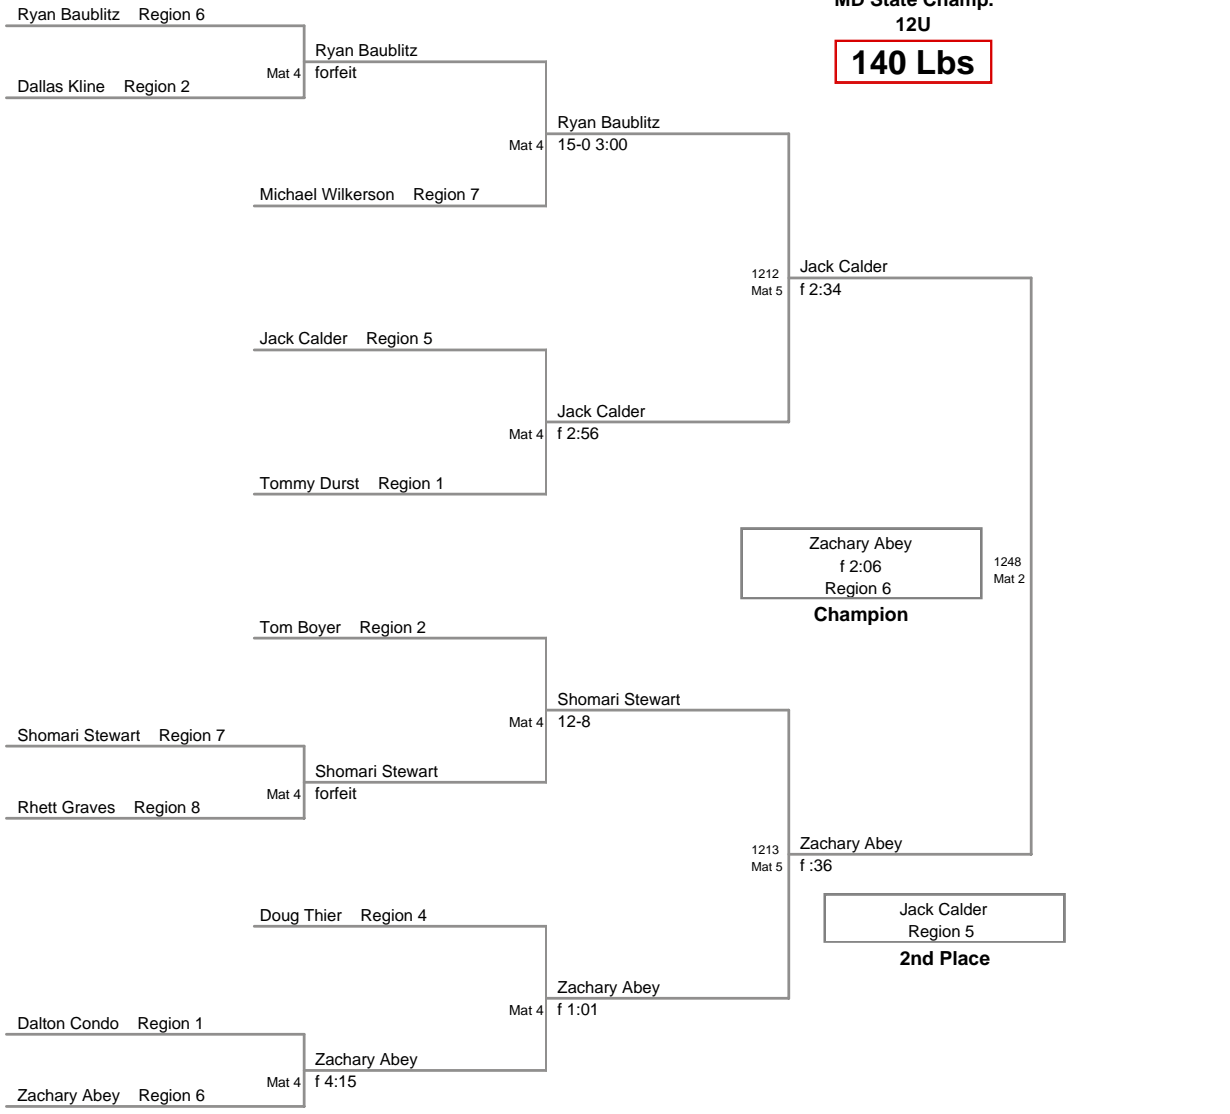 MD State Champ.
12U
140 Lbs
Ryan Baublitz Region 6
Ryan Baublitz
Mat 4 forfeit
Dallas Kline Region 2
Ryan Baublitz
Mat 4 15-0 3:00
Michael Wilkerson Region 7
Jack Calder
1212
Mat 5 f 2:34
Jack Calder Region 5
Jack Calder
Mat 4 f 2:56
Tommy Durst Region 1
Zachary Abey
f 2:06
Region 6
Champion
1248
Mat 2
Tom Boyer Region 2
Shomari Stewart
Mat 4 12-8
Shomari Stewart Region 7
Shomari Stewart
Mat 4 forfeit
Rhett Graves Region 8
Zachary Abey
1213
Mat 5 f :36
Jack Calder
Region 5
2nd Place
Doug Thier Region 4
Zachary Abey
Mat 4 f 1:01
Dalton Condo Region 1
Zachary Abey
Mat 4 f 4:15
Zachary Abey Region 6